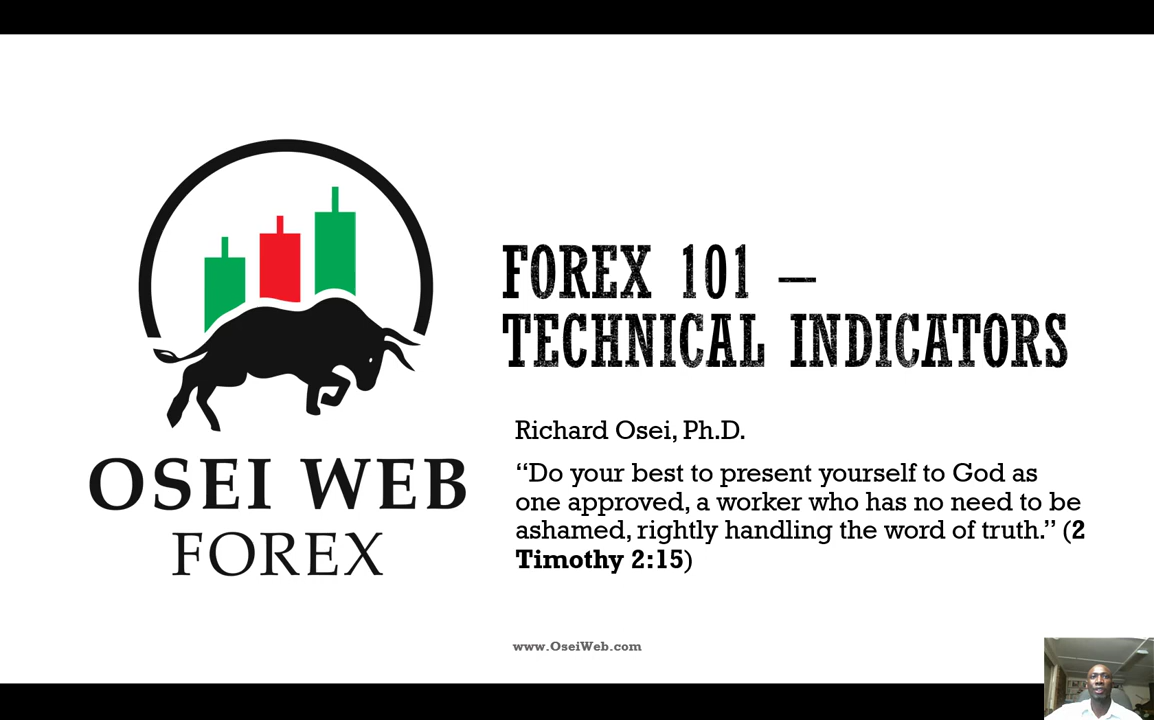 OSEI WEB
FOREX
FOREX 101 –
TECHNICAL INDICATORS
Richard Osei, Ph.D.
“Do your best to present yourself to God as
one approved, a worker who has no need to be
ashamed, rightly handling the word of truth.” (2
Timothy 2:15)
www.OseiWeb.com